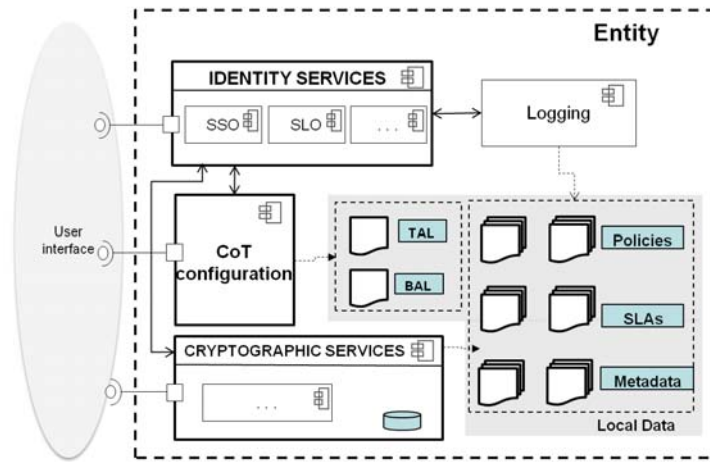 Entity
IDENTITY SERVICES
SSO
SLO
. . .
Logging
User
interface
CoT
configuration
TAL
BAL
Policies
SLAs
Metadata
CRYPTOGRAPHIC SERVICES
. . .
Local Data